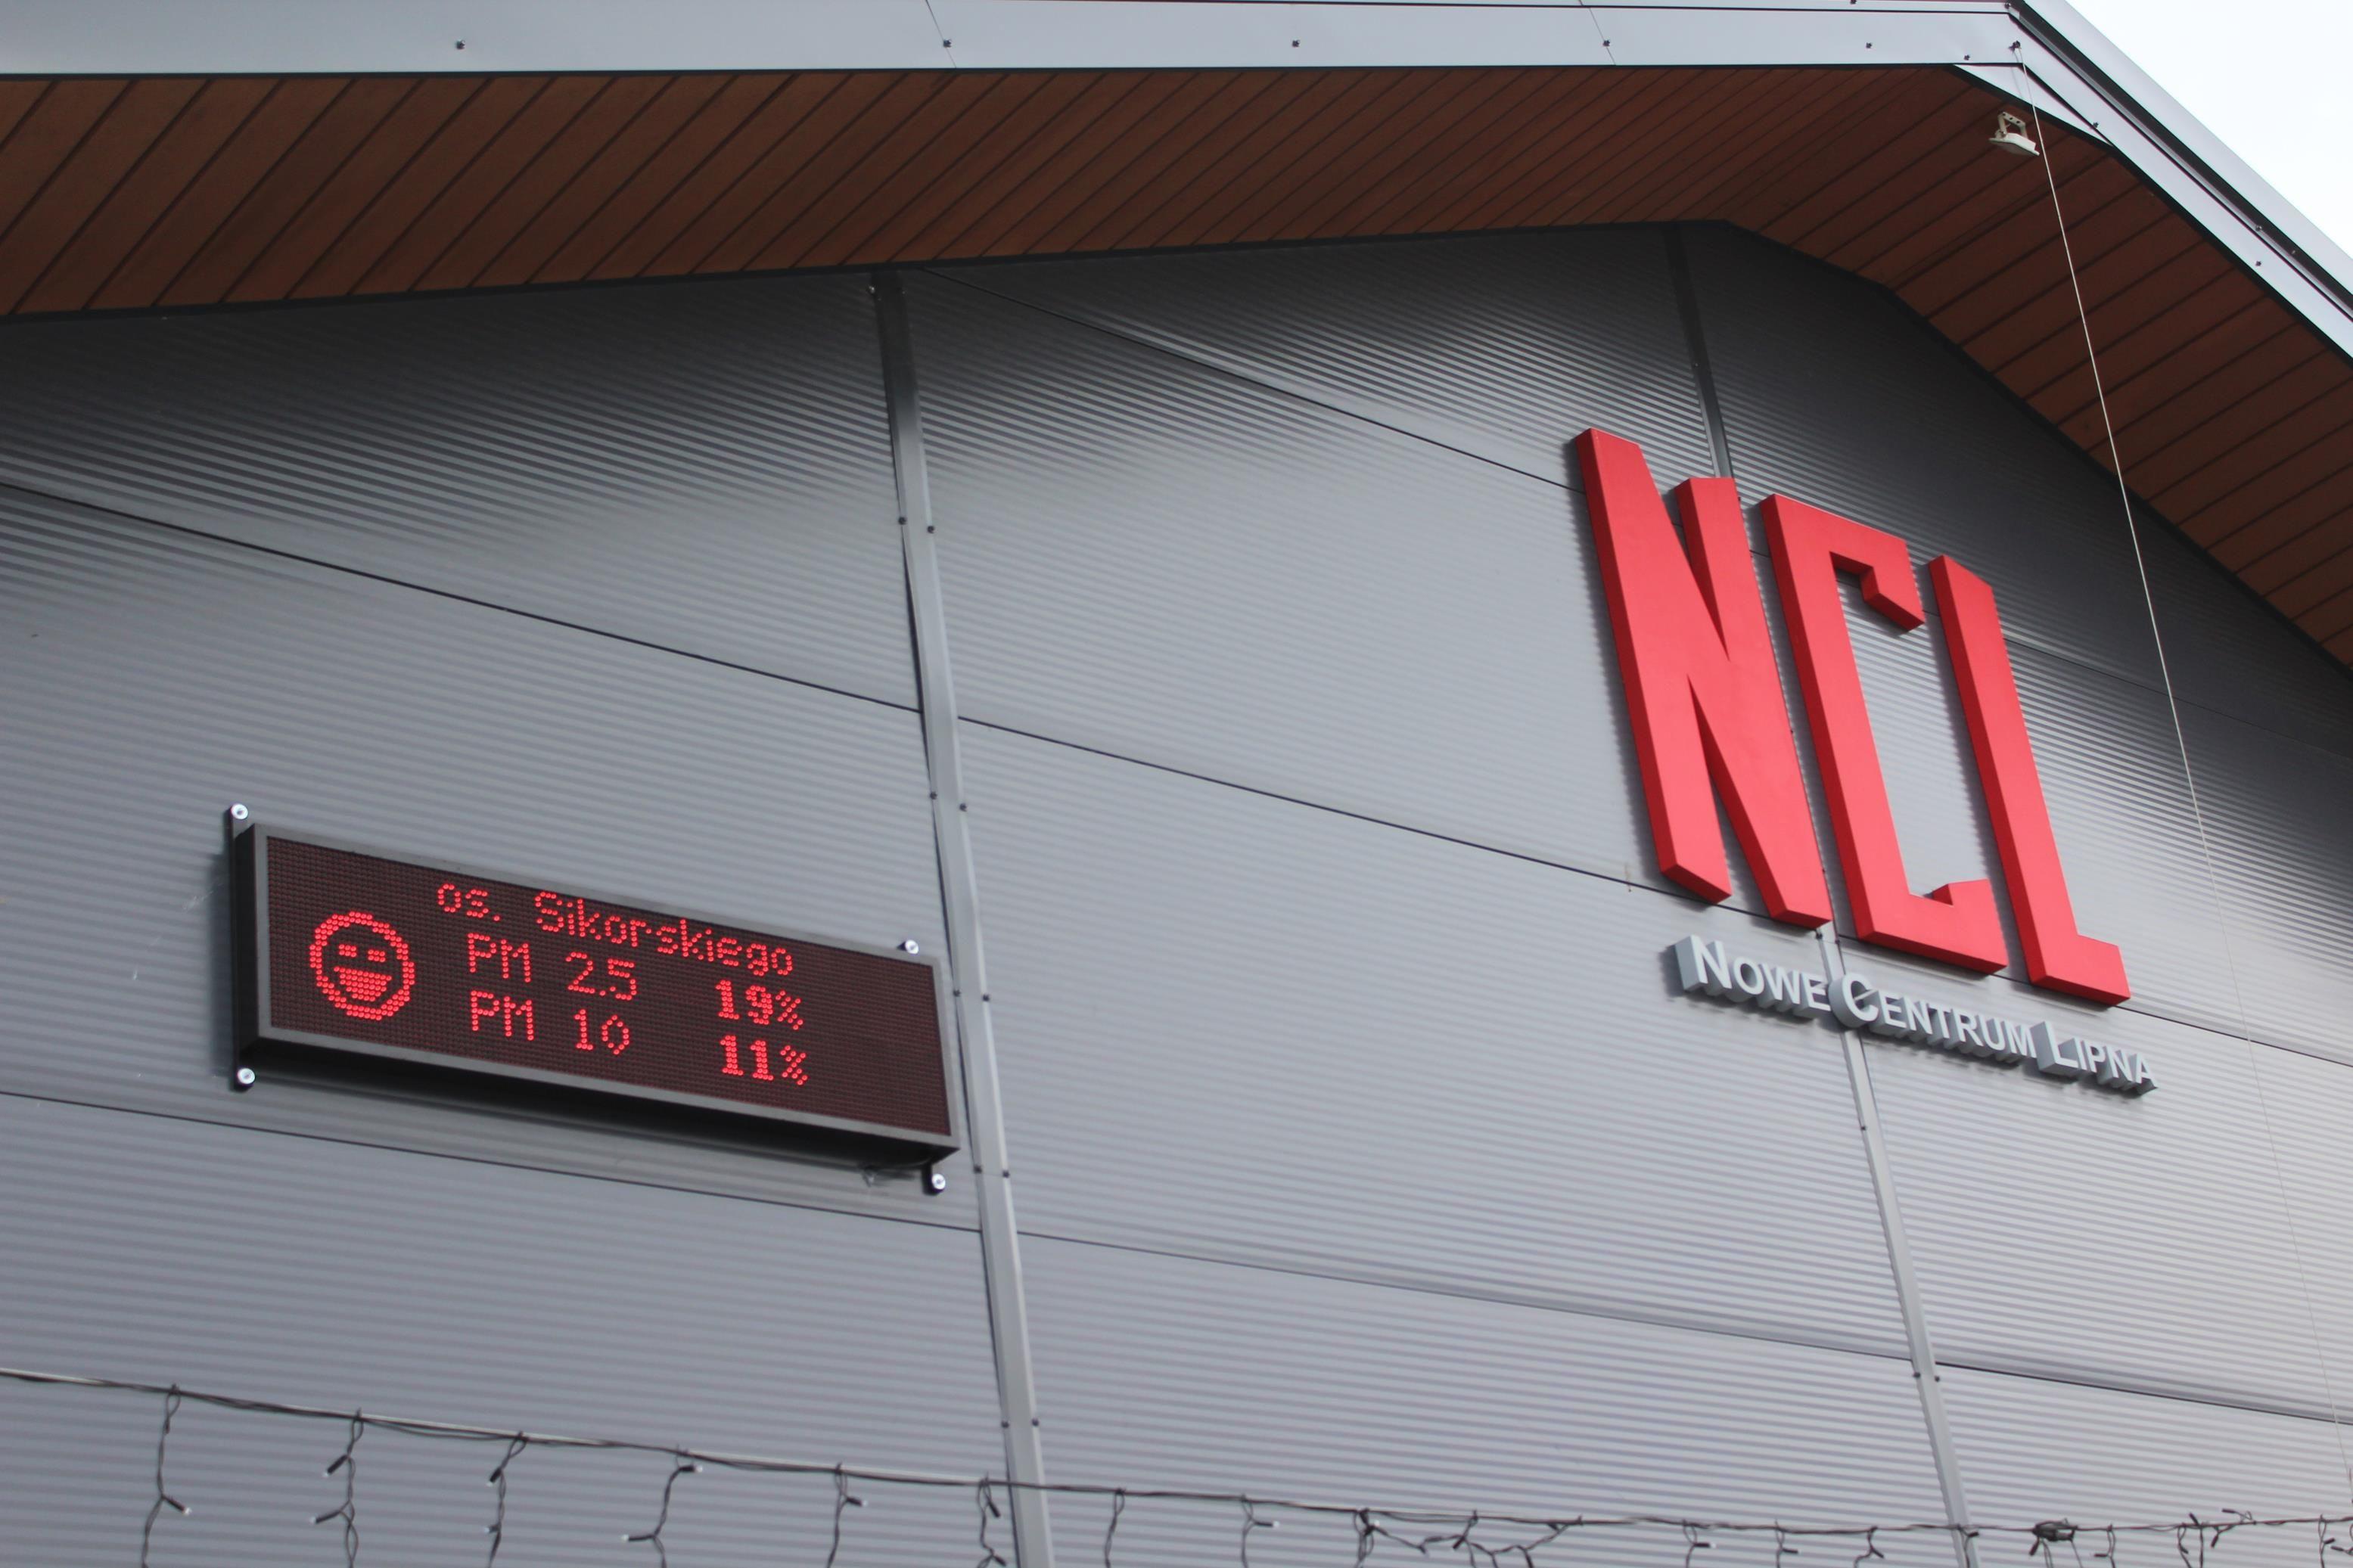 os. Sikorskiego
PM 2.5 19%
PM 10 11%
NCL
NOWE CENTRUM LIPNA